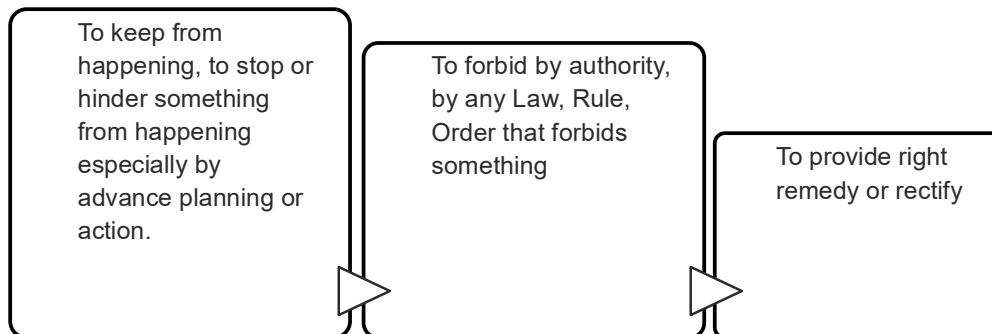 To keep from
happening, to stop or
hinder something
from happening
especially by
advance planning or
action.
To forbid by authority,
by any Law, Rule,
Order that forbids
something
To provide right
remedy or rectify